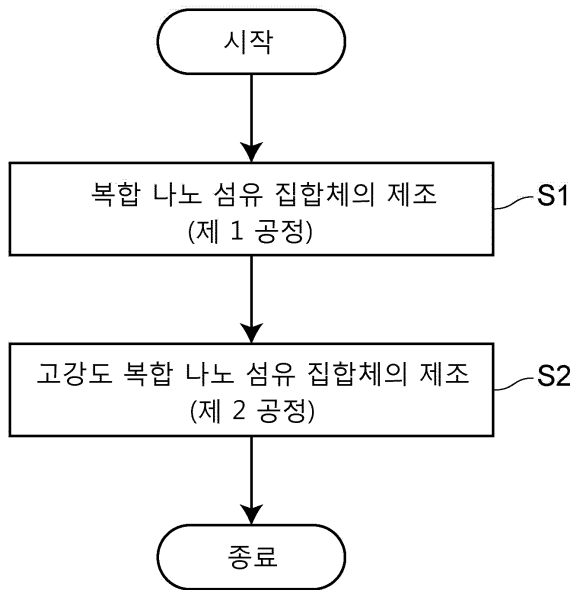 시작
복합 나노 섬유 집합체의 제조
(제 1 공정)
S1
고강도 복합 나노 섬유 집합체의 제조
(제 2 공정)
S2
종료